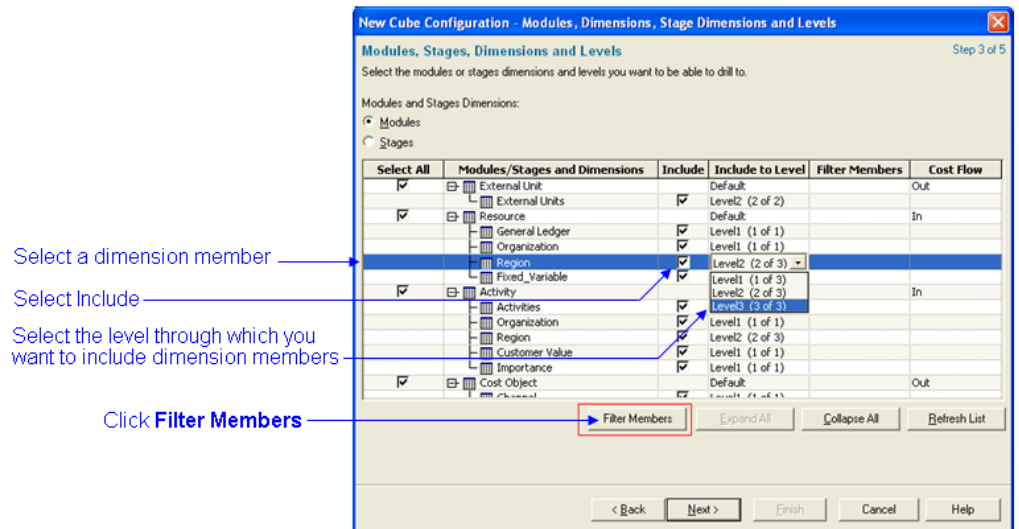 New Cube Configuration - Modules, Dimensions, Stage Dimensions and Levels
Modules, Stages, Dimensions and Levels Step 3 of 5
Select the modules or stages dimensions and levels you want to be able to drill to.
Modules and Stages Dimensions:
Modules
Stages
Select All Modules/Stages and Dimensions Include Include to Level Filter Members Cost Flow
External Unit Default Out
External Units Level2 (2 of 2)
Resource Default In
General Ledger Level1 (1 of 1)
Organization Level1 (1 of 1)
Region Level2 (2 of 3)
Fixed_Variable Level1 (1 of 3)
Level2 (2 of 3)
Level3 (3 of 3)
Activity In
Activities
Organization Level1 (1 of 1)
Region Level2 (2 of 3)
Customer Value Level1 (1 of 1)
Importance Level1 (1 of 1)
Cost Object Default Out
Channel Level1 (1 of 1)
Select a dimension member
Select Include
Select the level through which you
want to include dimension members
Click Filter Members
Filter Members Expand All Collapse All Refresh List
< Back Next > Finish Cancel Help